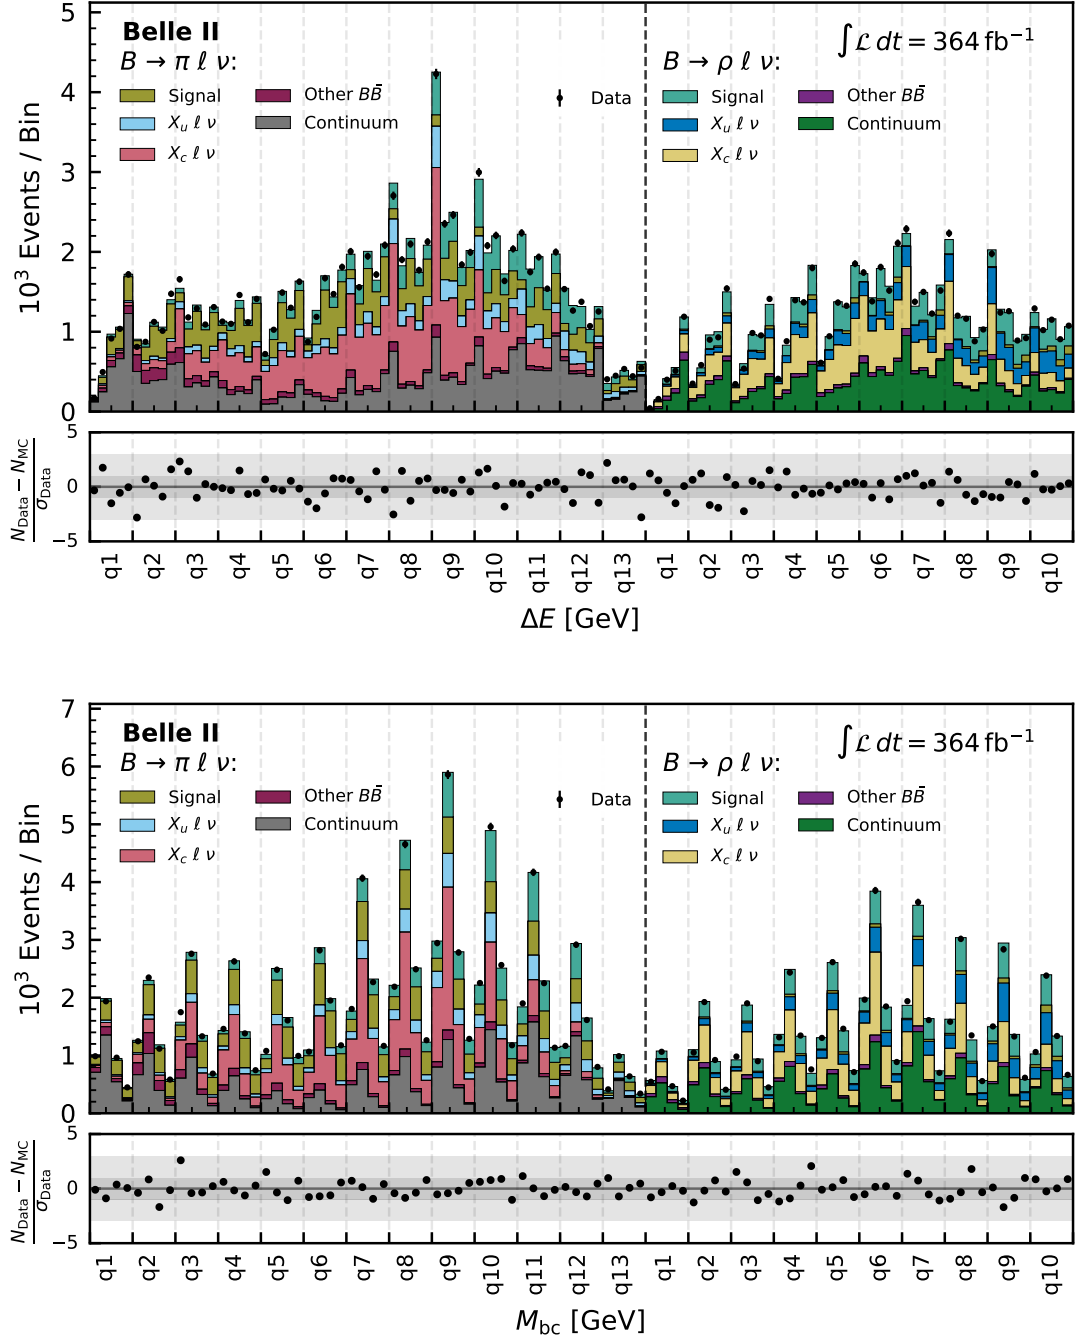 Belle II
B → π ℓ ν:
Signal
X_u ℓ ν
X_c ℓ ν
Other BB̄
Continuum
Data
∫ℒ dt = 364 fb⁻¹
B → ρ ℓ ν:
Signal
X_u ℓ ν
X_c ℓ ν
Other BB̄
Continuum
10³ Events / Bin
5
4
3
2
1
0
N_Data − N_MC
σ_Data
5
0
−5
q1 q2 q3 q4 q5 q6 q7 q8 q9 q10 q11 q12 q13 q1 q2 q3 q4 q5 q6 q7 q8 q9 q10
ΔE [GeV]
Belle II
B → π ℓ ν:
Signal
X_u ℓ ν
X_c ℓ ν
Other BB̄
Continuum
Data
∫ℒ dt = 364 fb⁻¹
B → ρ ℓ ν:
Signal
X_u ℓ ν
X_c ℓ ν
Other BB̄
Continuum
10³ Events / Bin
7
6
5
4
3
2
1
0
N_Data − N_MC
σ_Data
5
0
−5
q1 q2 q3 q4 q5 q6 q7 q8 q9 q10 q11 q12 q13 q1 q2 q3 q4 q5 q6 q7 q8 q9 q10
M_bc [GeV]